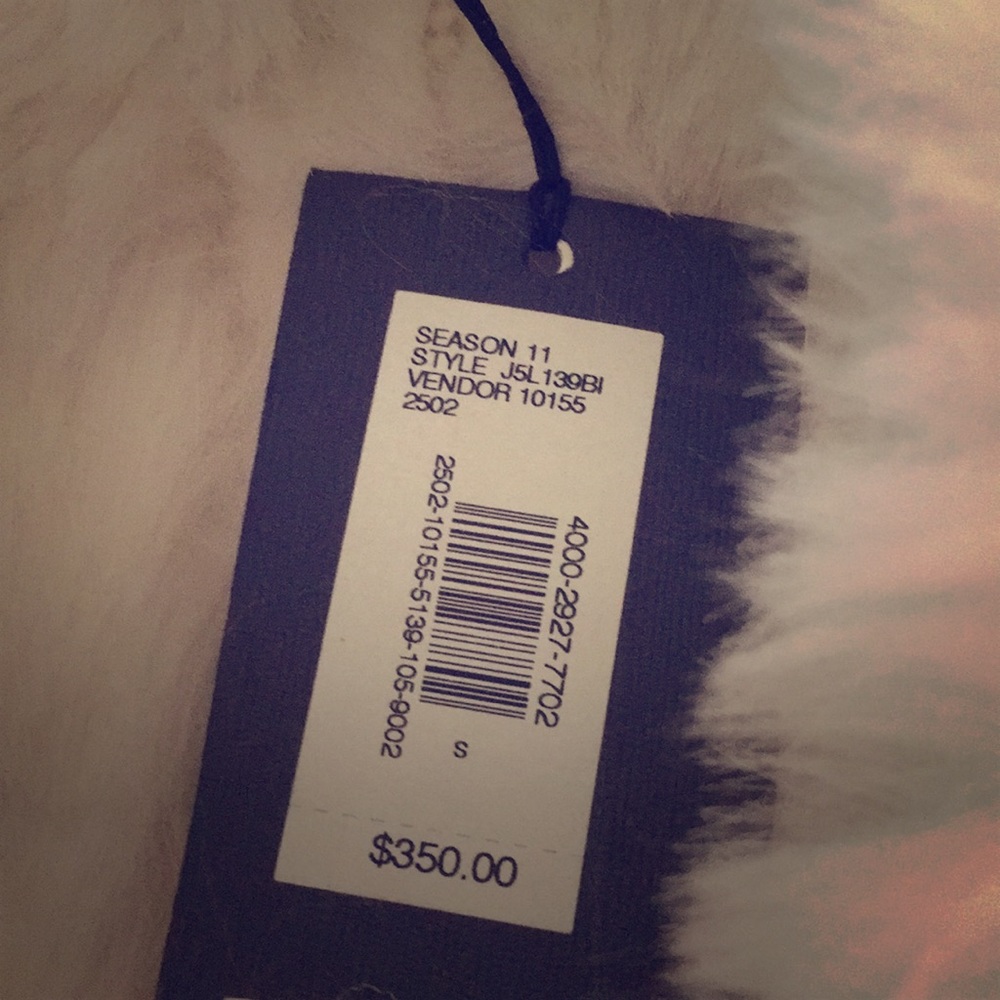 SEASON 11
STYLE J5L139BI
VENDOR 10155
2502
4000-2927-7702
2502-10155-5139-105-9002
S
$350.00